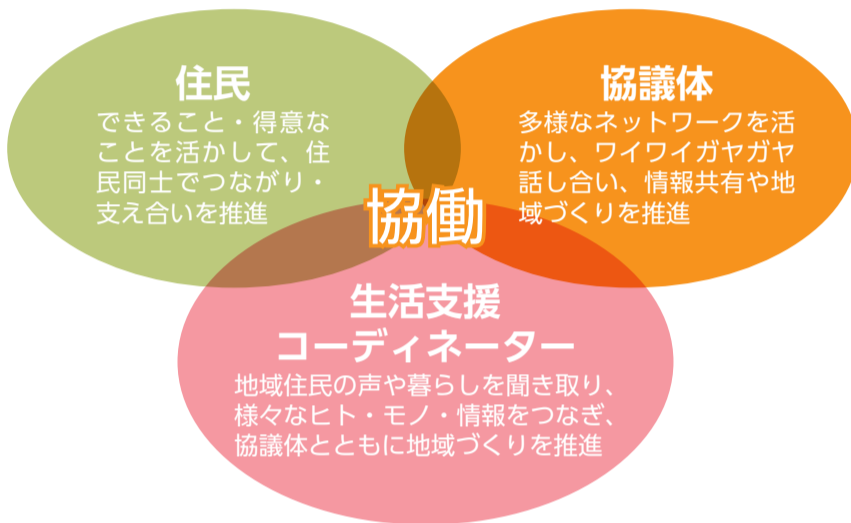 住民
できること・得意な
ことを活かして、住
民同士でつながり・
支え合いを推進
協議体
多様なネットワークを活
かし、ワイワイガヤガヤ
話し合い、情報共有や地
域づくりを推進
協働
生活支援
コーディネーター
地域住民の声や暮らしを聞き取り、
様々なヒト・モノ・情報をつなぎ、
協議体とともに地域づくりを推進